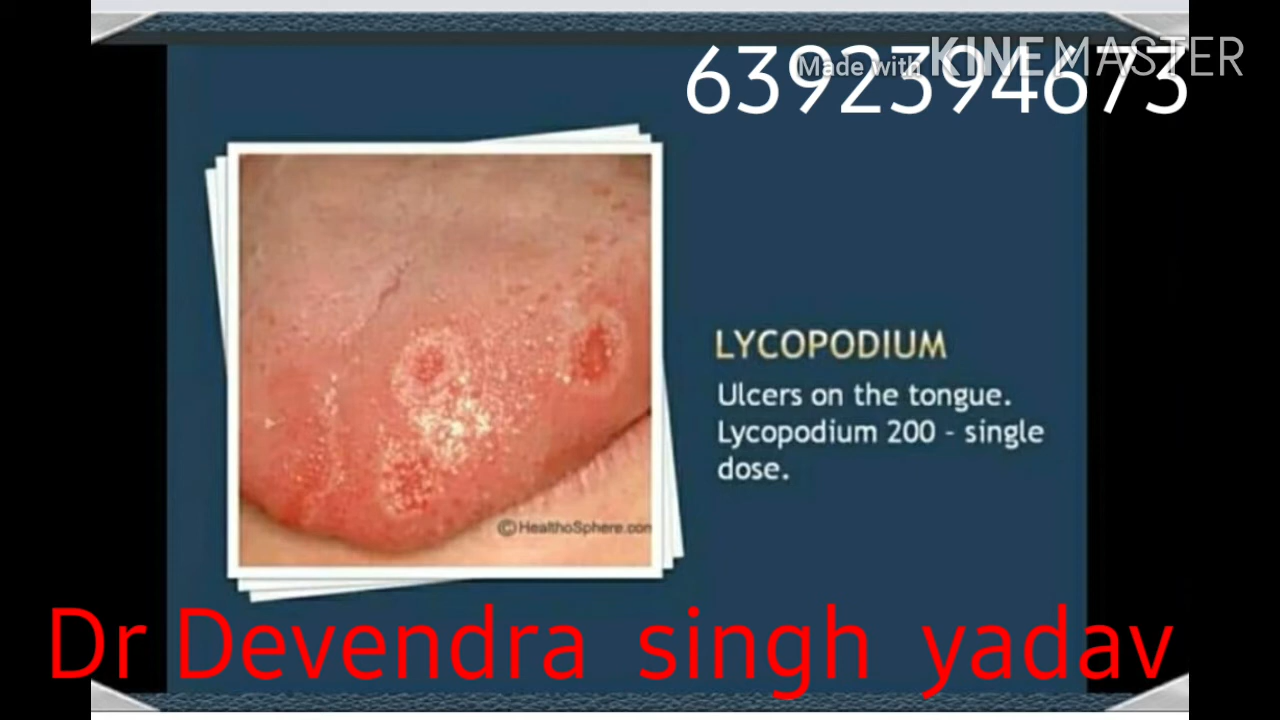 6392394673
Made with KINEMASTER
LYCOPODIUM
Ulcers on the tongue.
Lycopodium 200 - single
dose.
©HealthoSphere.com
Dr Devendra singh yadav